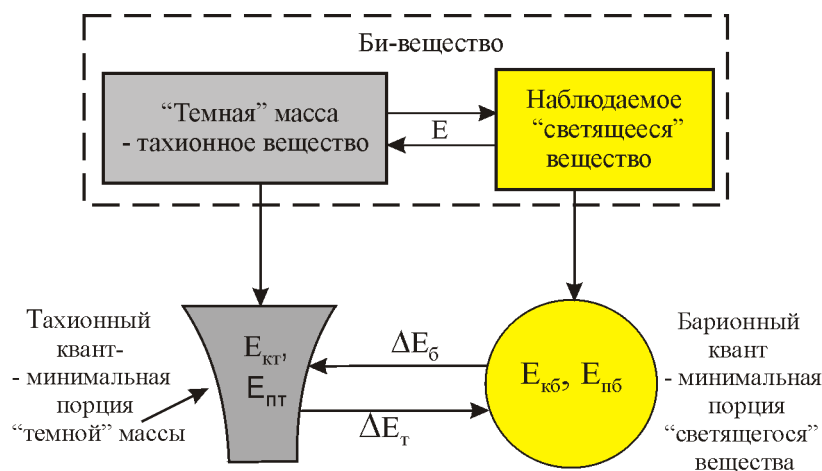 Би-вещество
“Темная” масса
- тахионное вещество
E
Наблюдаемое
“светящееся”
вещество
Тахионный
квант-
- минимальная
порция
“темной” массы
Eкт,
Eпт
ΔEб
ΔEт
Eкб, Eпб
Барионный
квант
- минимальная
порция
“светящегося”
вещества